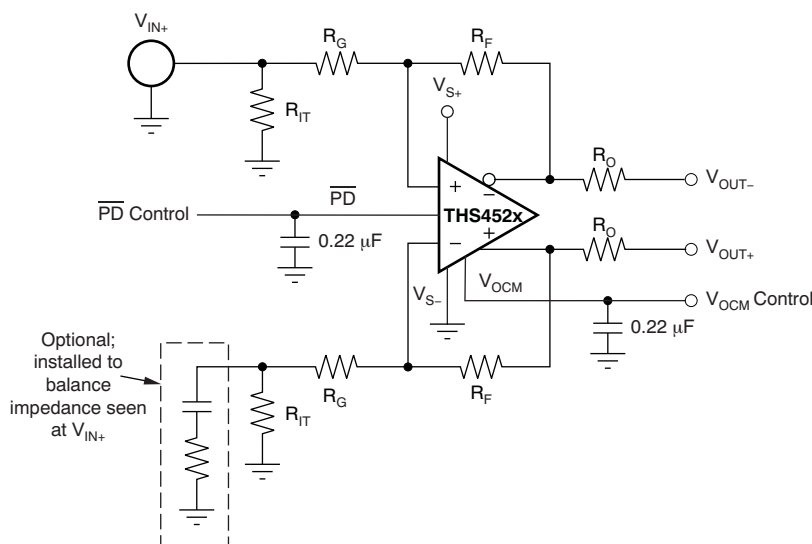 V_IN+
R_G
R_F
V_S+
R_IT
R_O
V_OUT−
+
−
PD Control
PD
THS452x
0.22 µF
−
+
R_O
V_OUT+
V_S−
V_OCM
V_OCM Control
0.22 µF
Optional;
installed to
balance
impedance seen
at V_IN+
R_G
R_F
R_IT